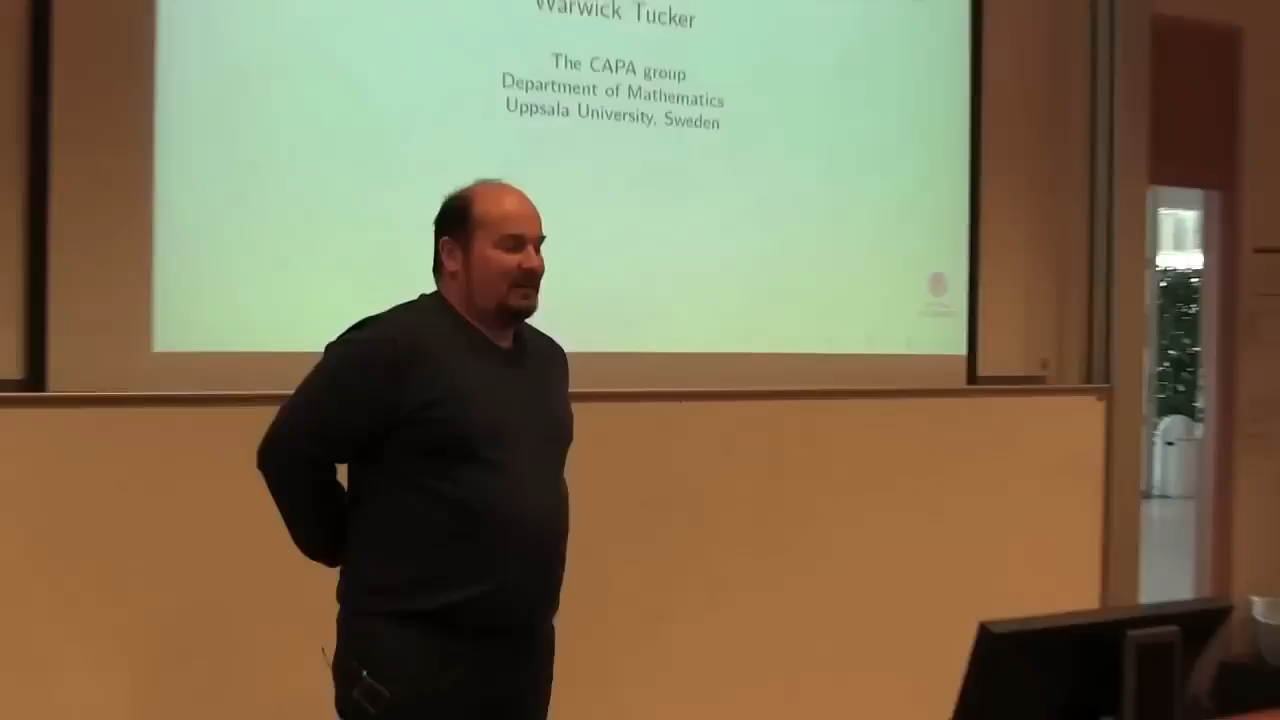 Warwick Tucker
The CAPA group
Department of Mathematics
Uppsala University, Sweden